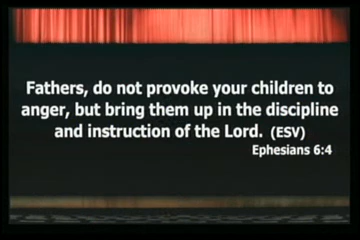 Fathers, do not provoke your children to
anger, but bring them up in the discipline
and instruction of the Lord. (ESV)
Ephesians 6:4